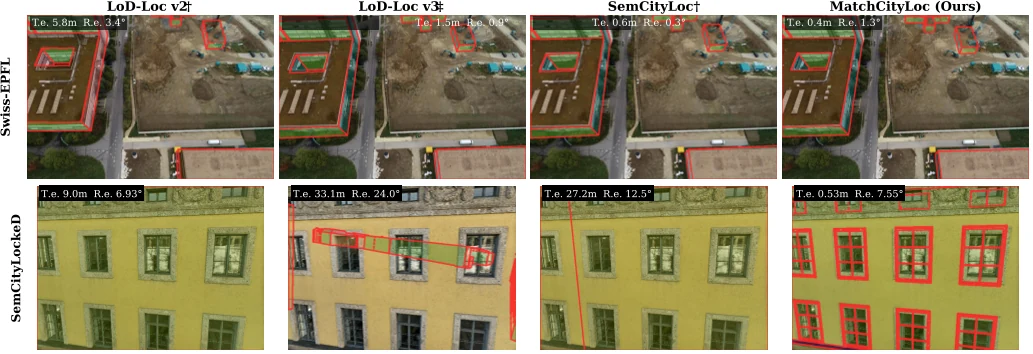 LoD-Loc v2† LoD-Loc v3‡ SemCityLoc† MatchCityLoc (Ours)
Swiss-EPFL
T.e. 5.8m R.e. 3.4° T.e. 1.5m R.e. 0.9° T.e. 0.6m R.e. 0.3° T.e. 0.4m R.e. 1.3°
SemCityLockeD
T.e. 9.0m R.e. 6.93° T.e. 33.1m R.e. 24.0° T.e. 27.2m R.e. 12.5° T.e. 0.53m R.e. 7.55°